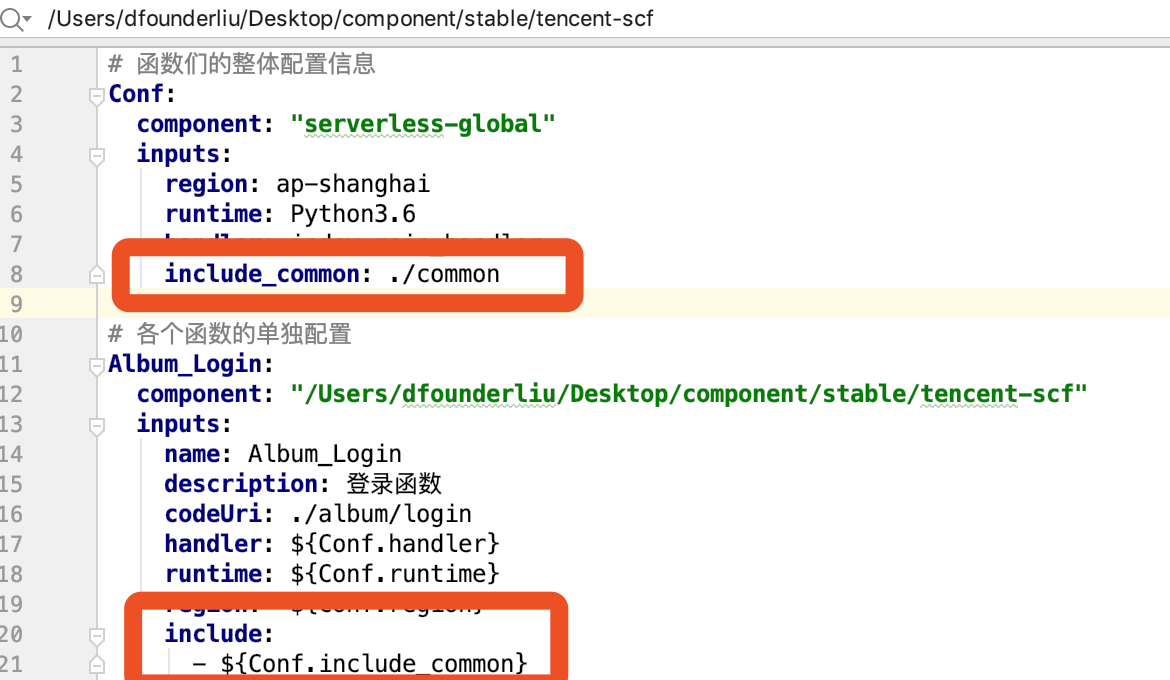 /Users/dfounderliu/Desktop/component/stable/tencent-scf
1 # 函数们的整体配置信息
2 Conf:
3 component: "serverless-global"
4 inputs:
5 region: ap-shanghai
6 runtime: Python3.6
7
8 include_common: ./common
9
10 # 各个函数的单独配置
11 Album_Login:
12 component: "/Users/dfounderliu/Desktop/component/stable/tencent-scf"
13 inputs:
14 name: Album_Login
15 description: 登录函数
16 codeUri: ./album/login
17 handler: ${Conf.handler}
18 runtime: ${Conf.runtime}
19 region: ${Conf.region}
20 include:
21 - ${Conf.include_common}